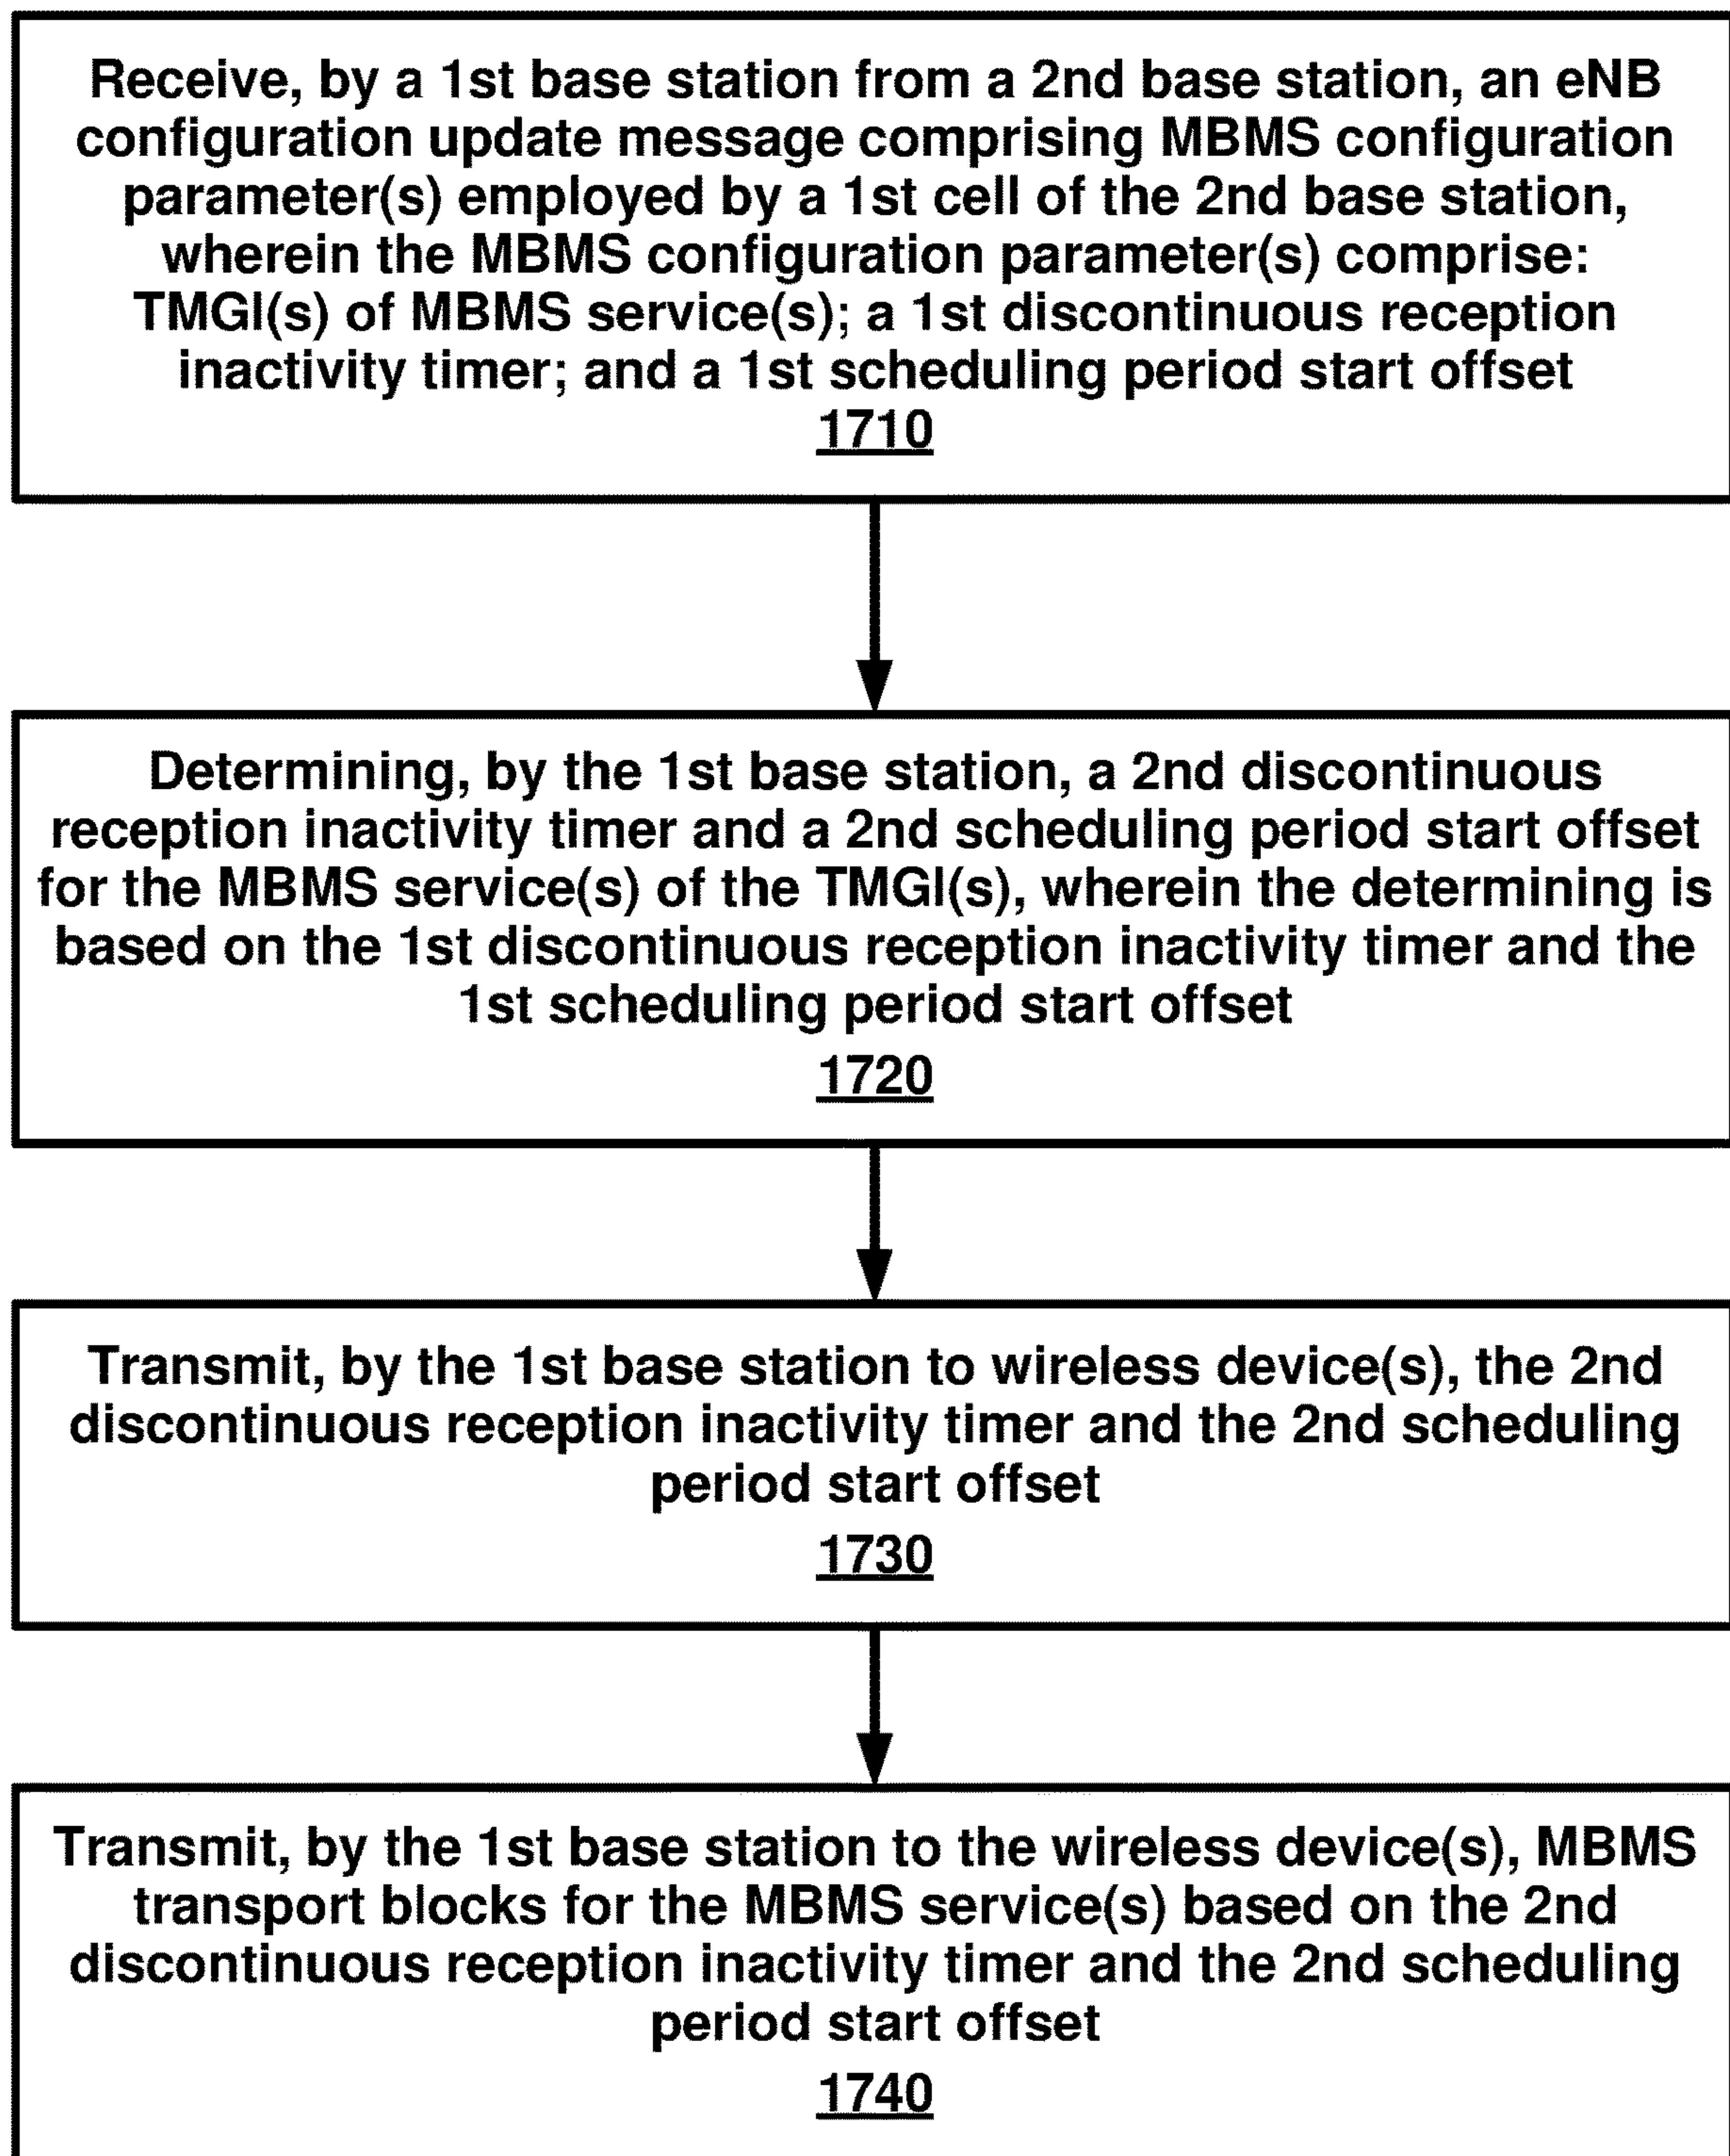 Receive, by a 1st base station from a 2nd base station, an eNB
configuration update message comprising MBMS configuration
parameter(s) employed by a 1st cell of the 2nd base station,
wherein the MBMS configuration parameter(s) comprise:
TMGI(s) of MBMS service(s); a 1st discontinuous reception
inactivity timer; and a 1st scheduling period start offset
1710
Determining, by the 1st base station, a 2nd discontinuous
reception inactivity timer and a 2nd scheduling period start offset
for the MBMS service(s) of the TMGI(s), wherein the determining is
based on the 1st discontinuous reception inactivity timer and the
1st scheduling period start offset
1720
Transmit, by the 1st base station to wireless device(s), the 2nd
discontinuous reception inactivity timer and the 2nd scheduling
period start offset
1730
Transmit, by the 1st base station to the wireless device(s), MBMS
transport blocks for the MBMS service(s) based on the 2nd
discontinuous reception inactivity timer and the 2nd scheduling
period start offset
1740